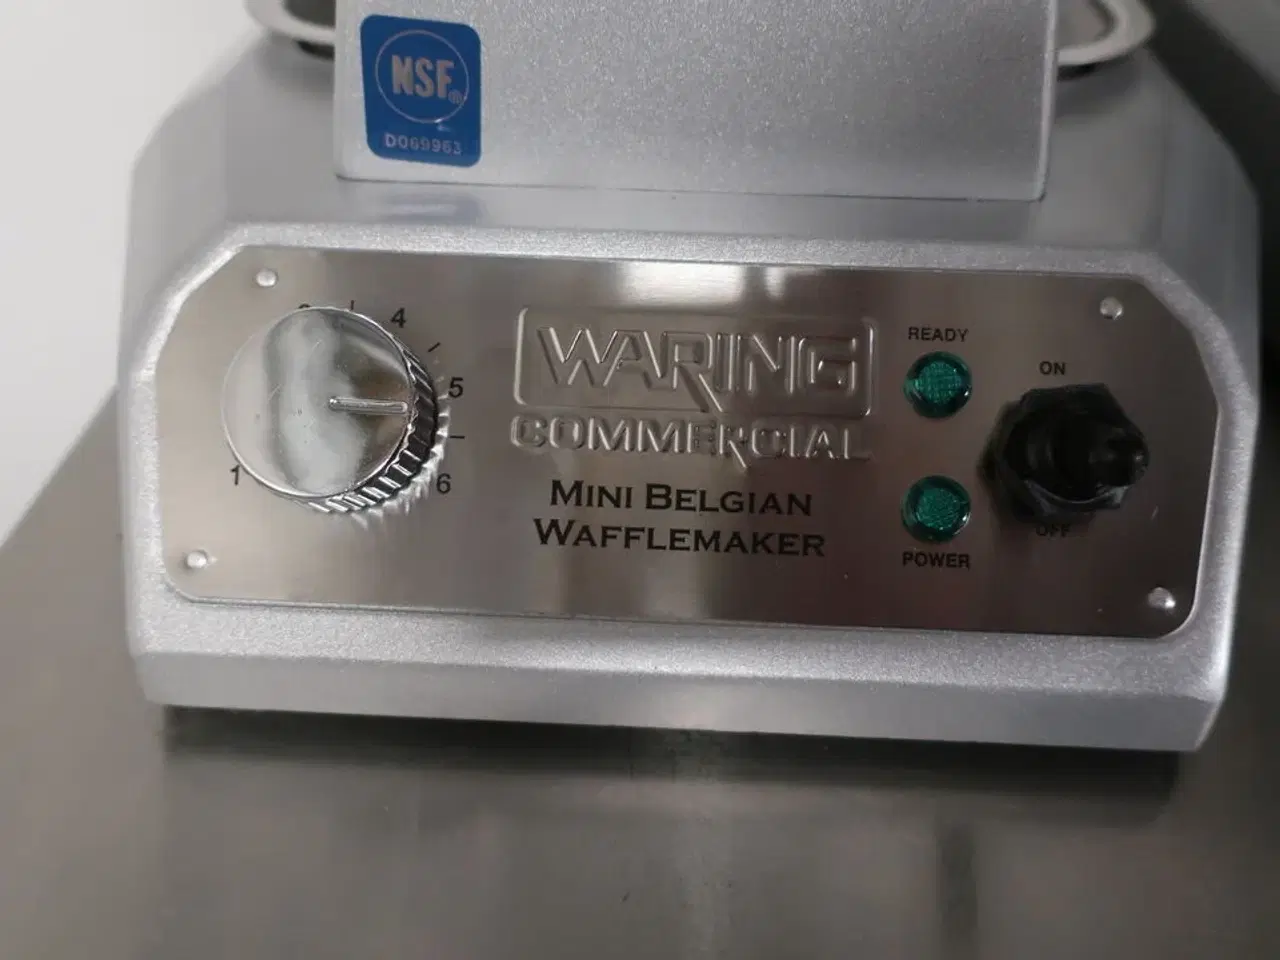 NSF®
D069963
4
5
1
6
WARING
COMMERCIAL
MINI BELGIAN
WAFFLEMAKER
READY
POWER
ON
OFF